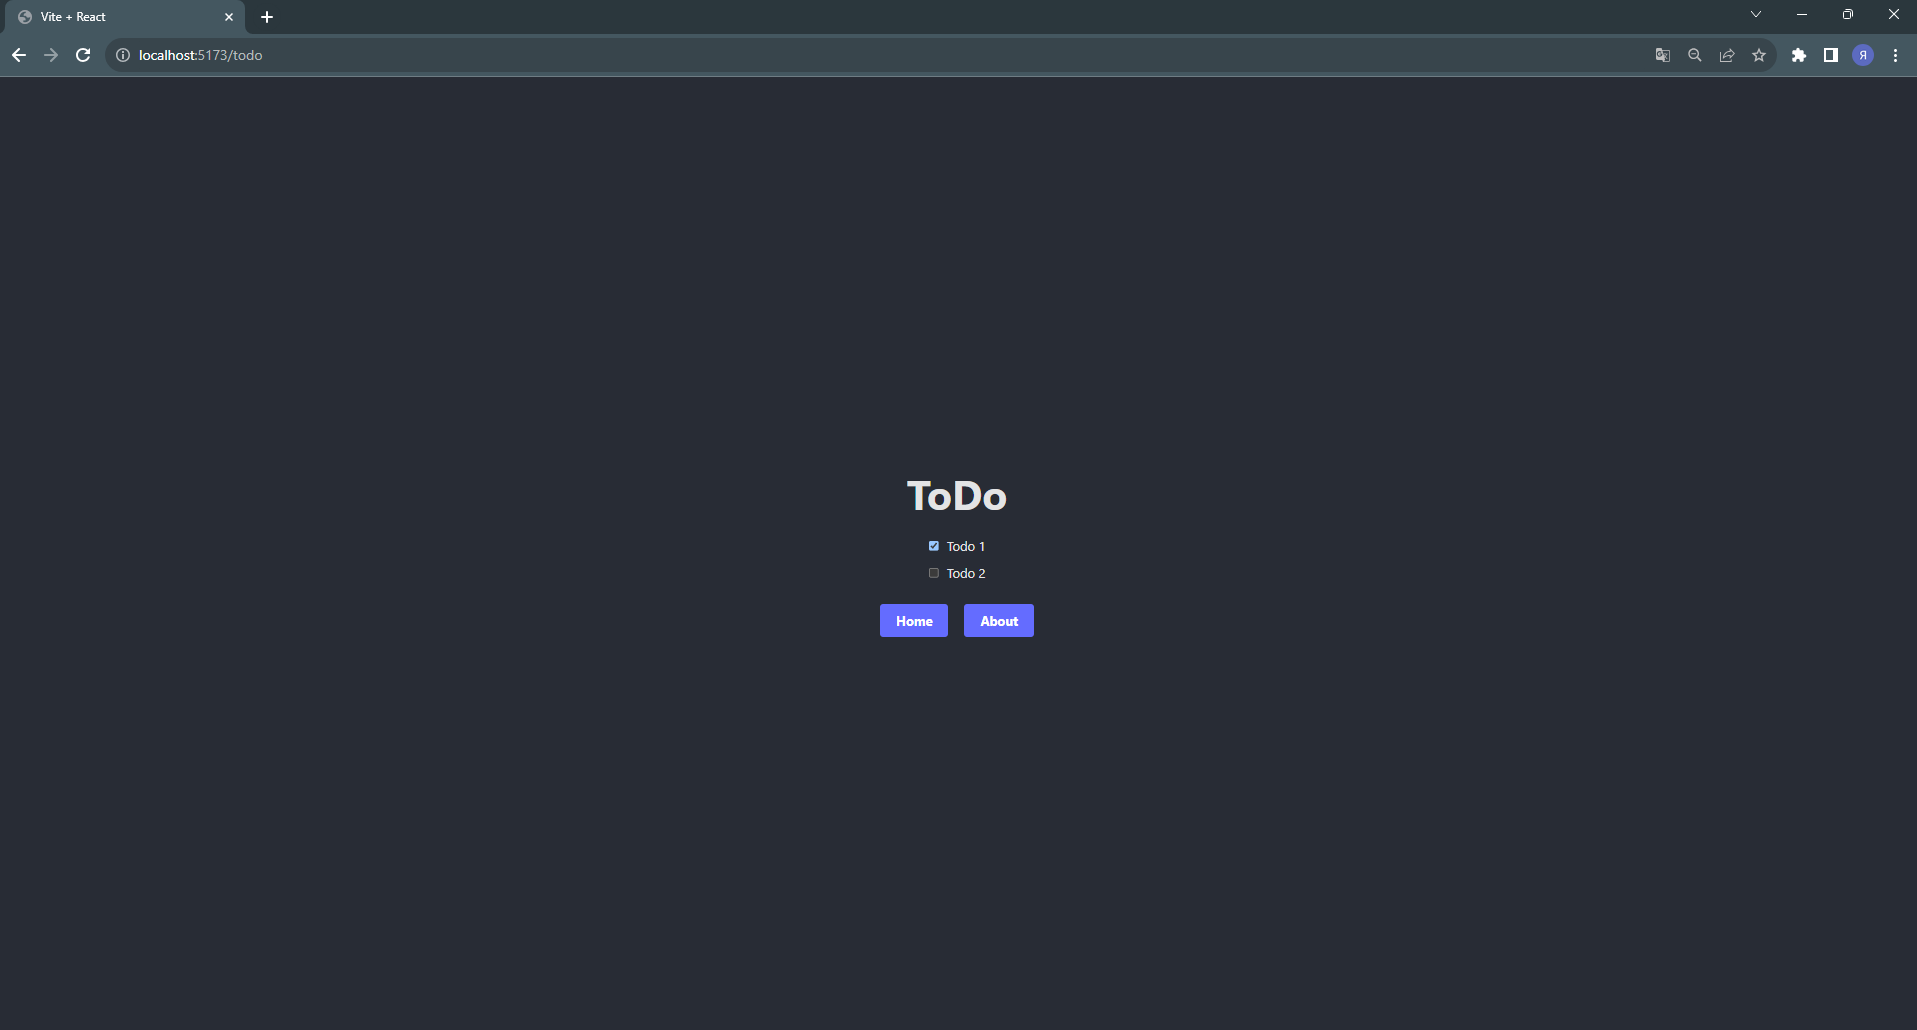 Vite + React
localhost:5173/todo
Я
ToDo
Todo 1
Todo 2
Home About